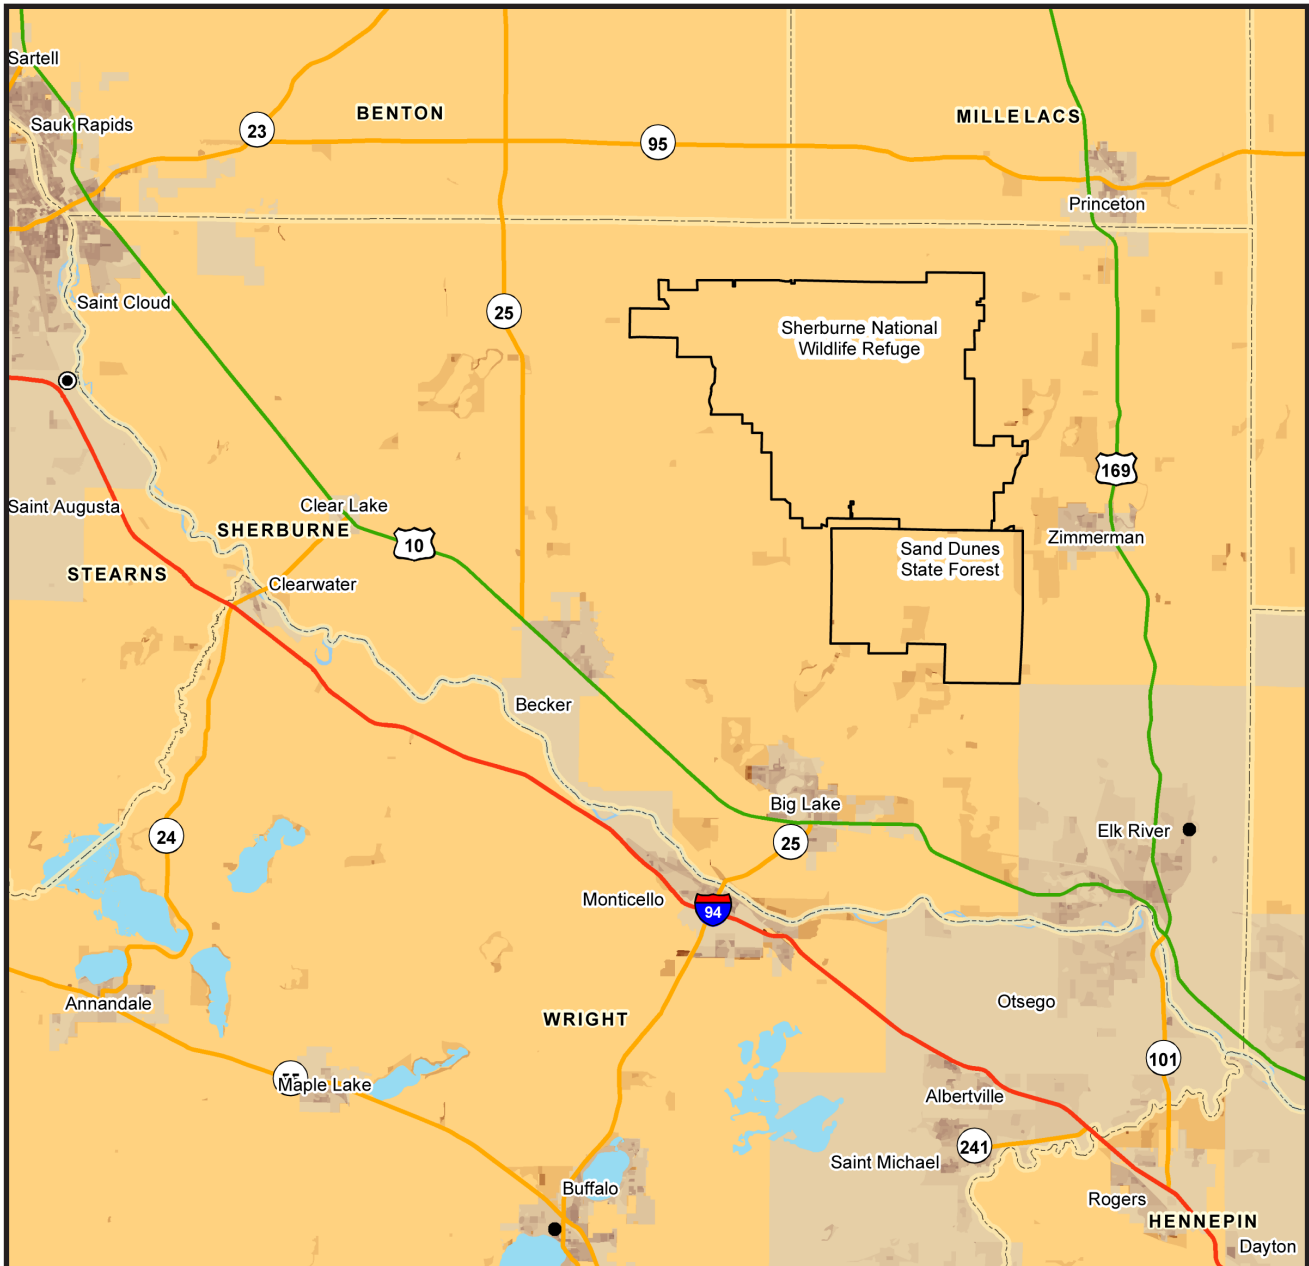 Sartell
BENTON
MILLE LACS
Sauk Rapids
23
95
Princeton
Saint Cloud
25
Sherburne National
Wildlife Refuge
169
Saint Augusta
Clear Lake
SHERBURNE
10
Zimmerman
Sand Dunes
State Forest
STEARNS
Clearwater
Becker
Big Lake
24
25
Elk River
Monticello
94
Annandale
Otsego
WRIGHT
101
Maple Lake
Albertville
241
Saint Michael
Buffalo
Rogers
HENNEPIN
Dayton